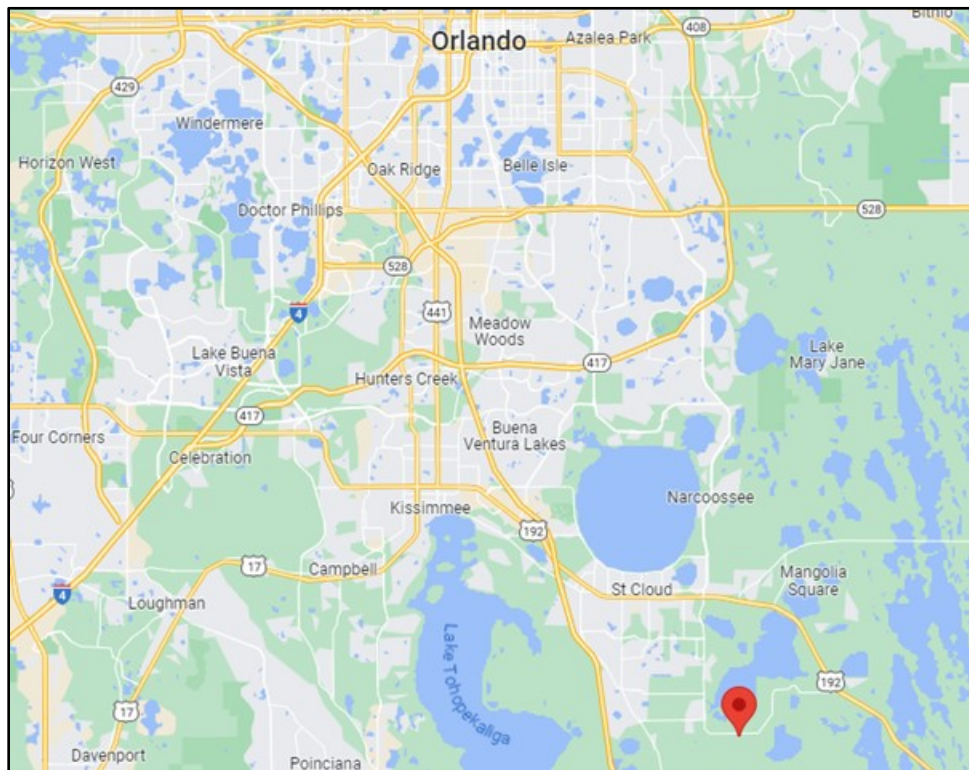 Orlando
Azalea Park
408
Bithlo
429
Windermere
Horizon West
Oak Ridge
Belle Isle
Doctor Phillips
528
528
4
441
Meadow
Woods
Lake Buena
Vista
Lake
Mary Jane
417
Hunters Creek
417
Four Corners
Buena
Ventura Lakes
Celebration
Kissimmee
Narcoossee
192
17
Campbell
St Cloud
Mangolia
Square
4
Loughman
Lake Tohopekaliga
192
17
Davenport
Poinciana